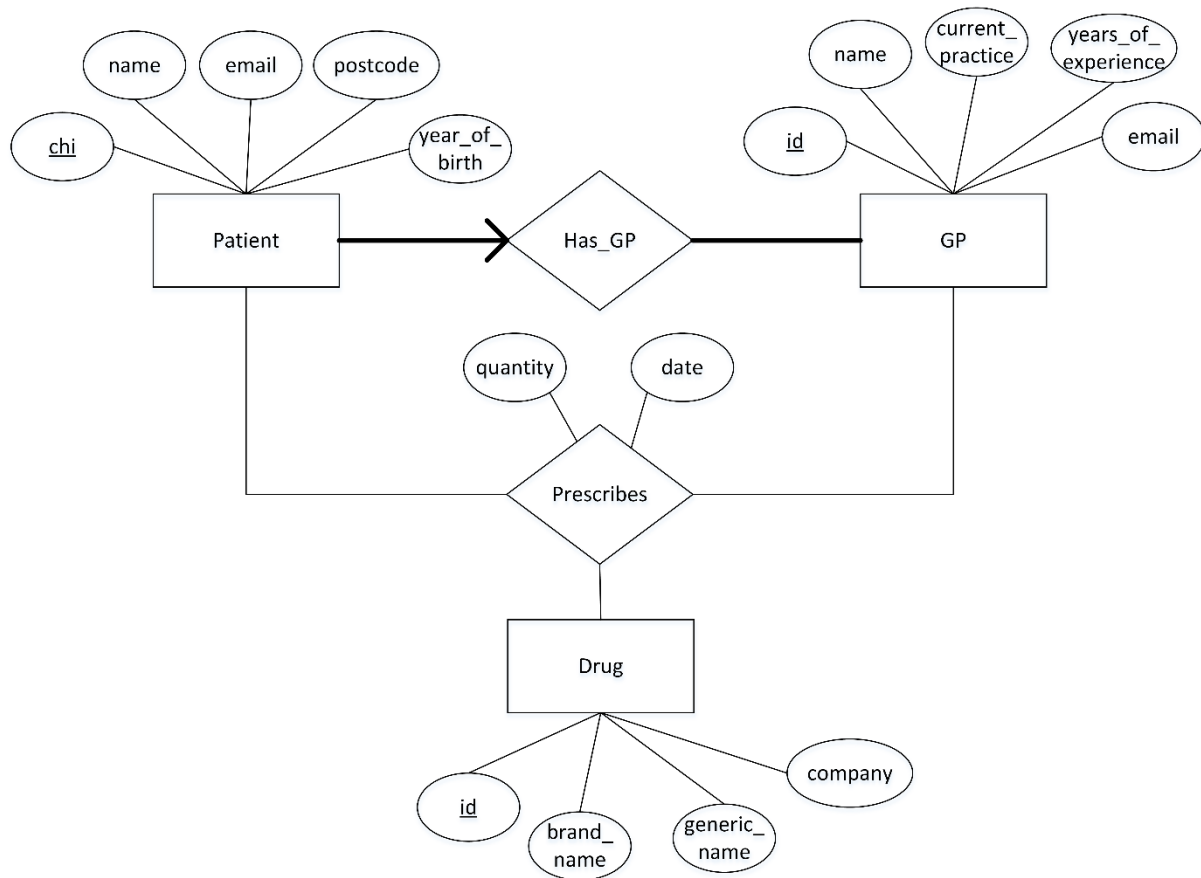 name
email
postcode
chi
year_of_
birth
Patient
name
current_
practice
years_of_
experience
id
email
Has_GP
GP
quantity
date
Prescribes
Drug
id
brand_
name
generic_
name
company